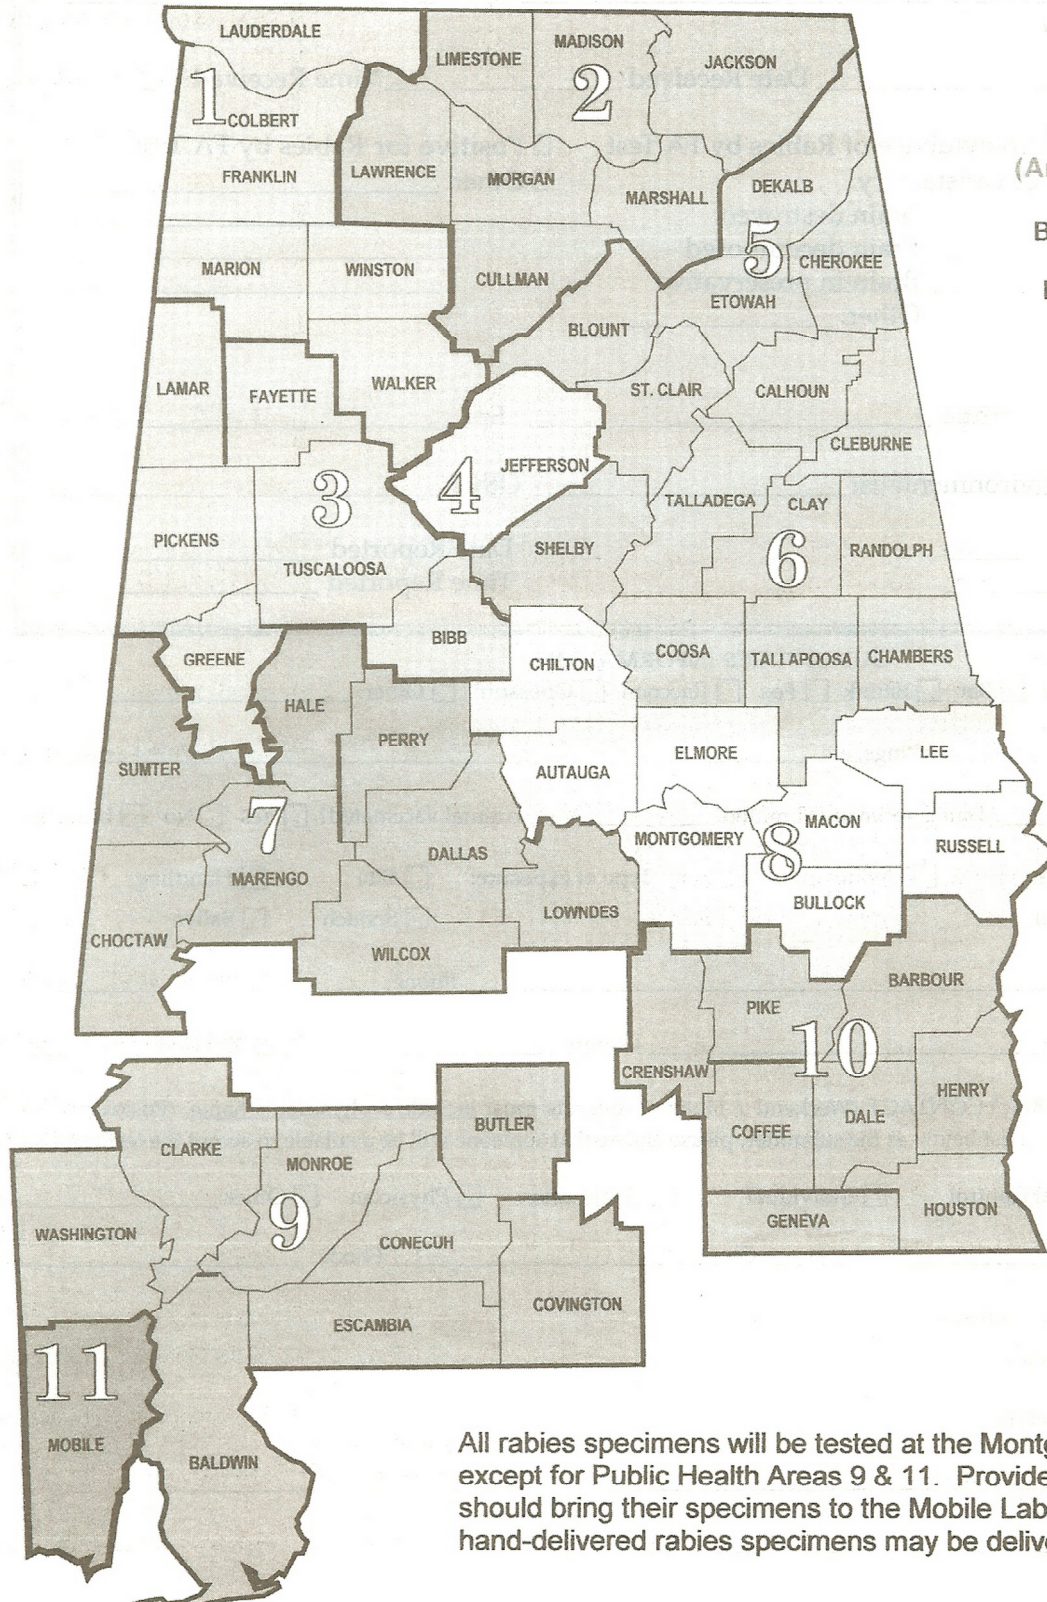 LAUDERDALE
LIMESTONE
MADISON
JACKSON
1
2
COLBERT
FRANKLIN
LAWRENCE
MORGAN
MARSHALL
DEKALB
5
CHEROKEE
MARION
WINSTON
CULLMAN
ETOWAH
BLOUNT
LAMAR
FAYETTE
WALKER
ST. CLAIR
CALHOUN
CLEBURNE
3
4
JEFFERSON
TALLADEGA
CLAY
PICKENS
TUSCALOOSA
SHELBY
6
RANDOLPH
GREENE
BIBB
CHILTON
COOSA
TALLAPOOSA
CHAMBERS
HALE
PERRY
SUMTER
AUTAUGA
ELMORE
LEE
7
MARENGO
DALLAS
MONTGOMERY
MACON
8
RUSSELL
BULLOCK
LOWNDES
CHOCTAW
WILCOX
BARBOUR
PIKE
10
CRENSHAW
HENRY
COFFEE
DALE
GENEVA
HOUSTON
CLARKE
MONROE
BUTLER
WASHINGTON
9
CONECUH
COVINGTON
ESCAMBIA
11
MOBILE
BALDWIN
All rabies specimens will be tested at the Montg
except for Public Health Areas 9 & 11. Provide
should bring their specimens to the Mobile Lab
hand-delivered rabies specimens may be delive